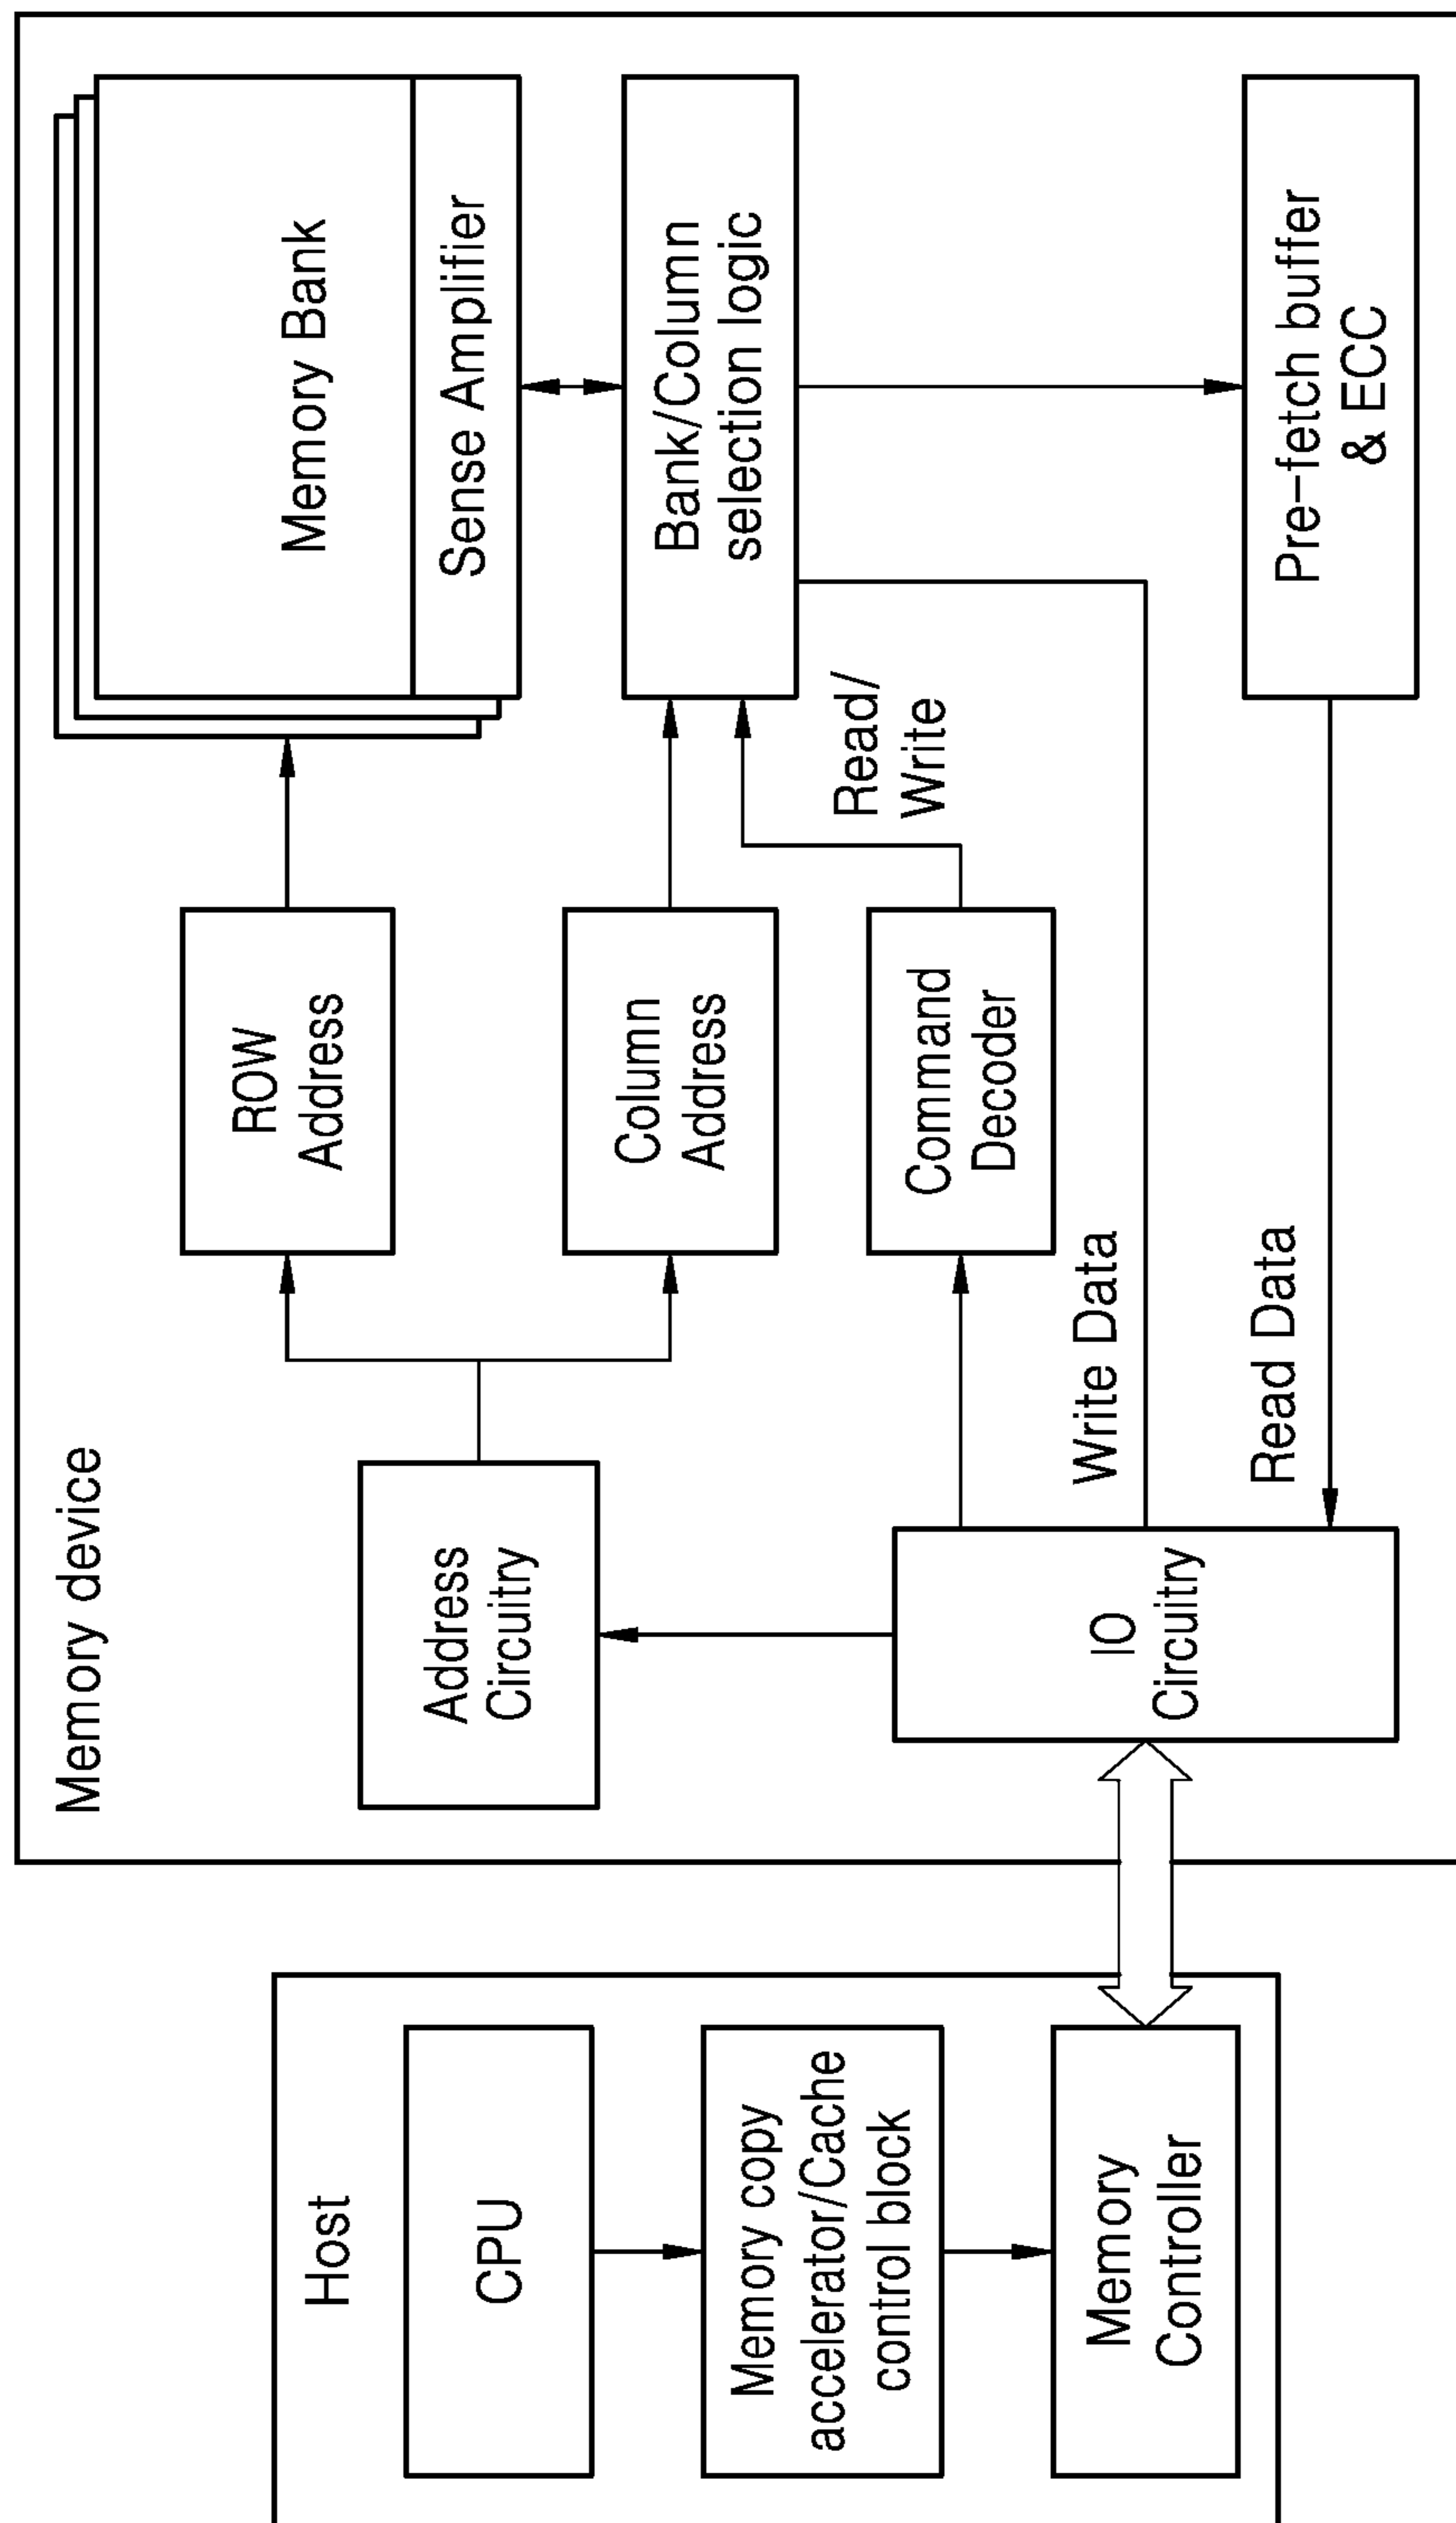 Host
CPU
Memory copy
accelerator/Cache
control block
Memory
Controller
Memory device
Address
Circuitry
IO
Circuitry
ROW
Address
Column
Address
Command
Decoder
Write Data
Read Data
Read/
Write
Memory Bank
Sense Amplifier
Bank/Column
selection logic
Pre-fetch buffer
& ECC